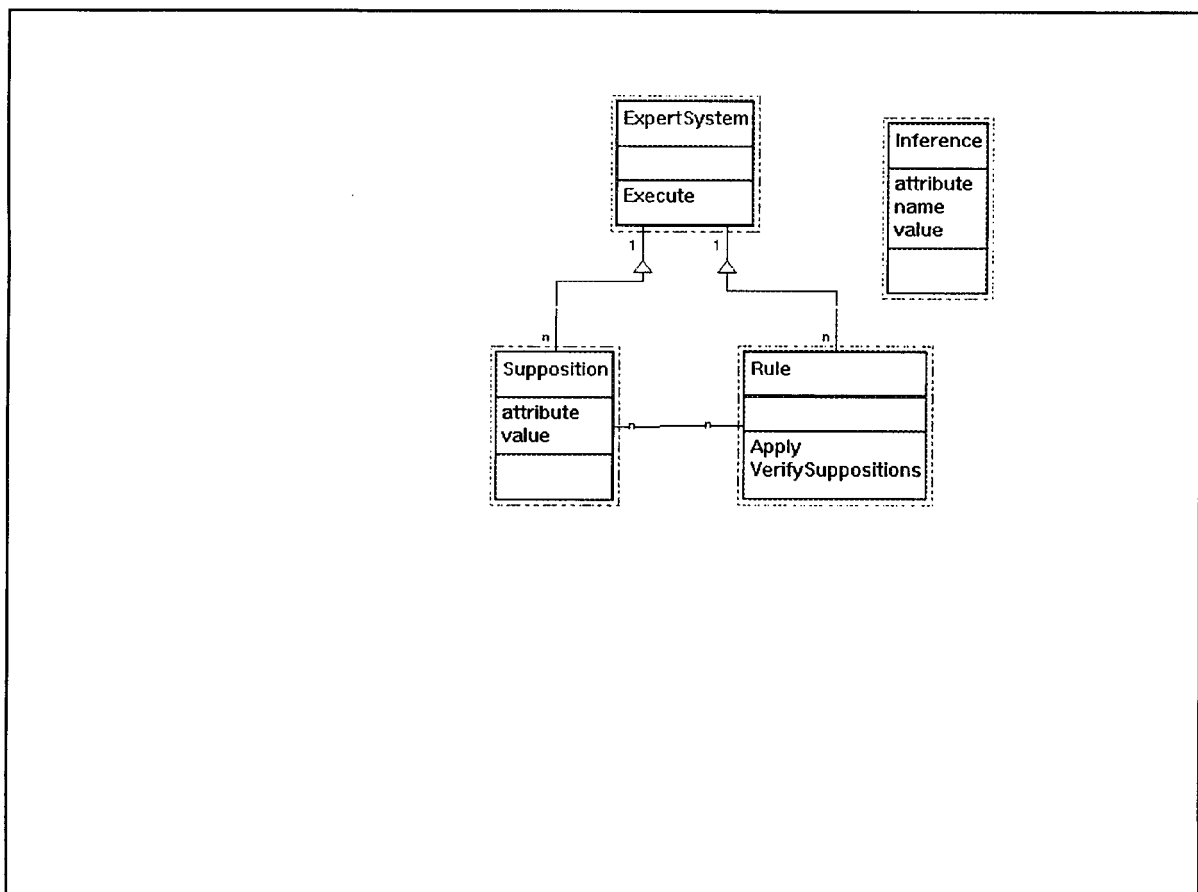 ExpertSystem
Execute
Inference
attribute
name
value
1
1
n
n
Supposition
attribute
value
n
n
Rule
Apply
VerifySuppositions